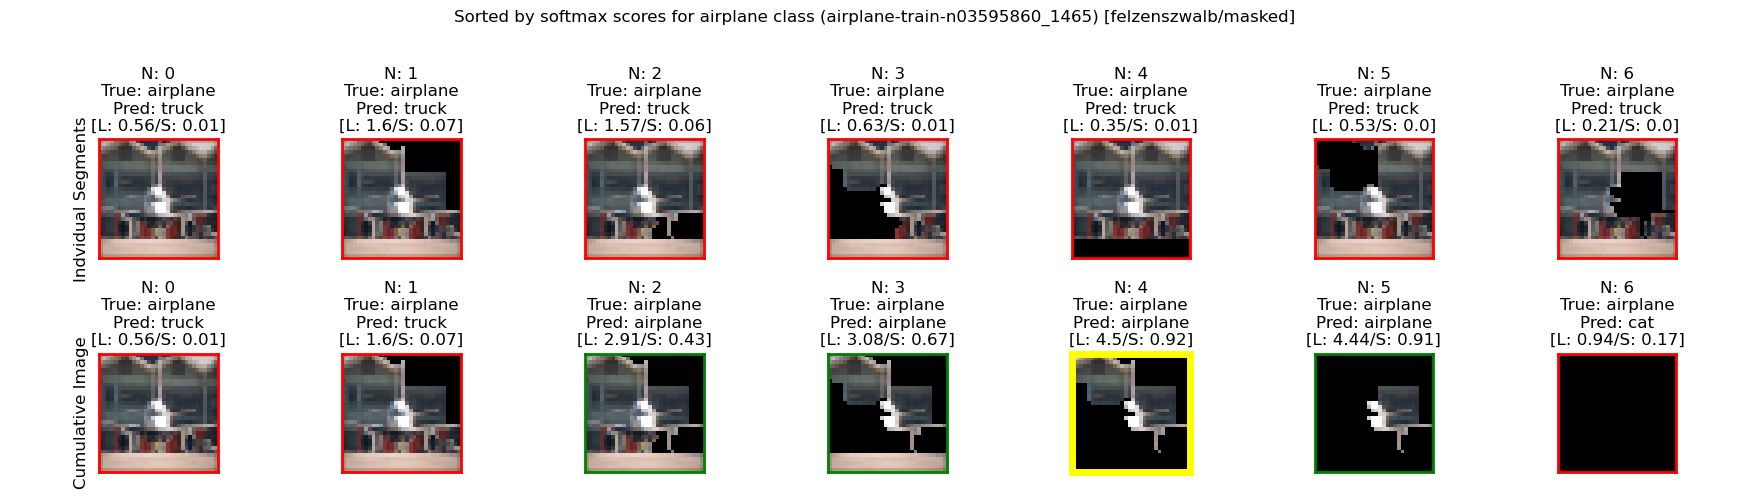 Sorted by softmax scores for airplane class (airplane-train-n03595860_1465) [felzenszwalb/masked]
Indvidual Segments
N: 0
True: airplane
Pred: truck
[L: 0.56/S: 0.01]
N: 1
True: airplane
Pred: truck
[L: 1.6/S: 0.07]
N: 2
True: airplane
Pred: truck
[L: 1.57/S: 0.06]
N: 3
True: airplane
Pred: truck
[L: 0.63/S: 0.01]
N: 4
True: airplane
Pred: truck
[L: 0.35/S: 0.01]
N: 5
True: airplane
Pred: truck
[L: 0.53/S: 0.0]
N: 6
True: airplane
Pred: truck
[L: 0.21/S: 0.0]
Cumulative Image
N: 0
True: airplane
Pred: truck
[L: 0.56/S: 0.01]
N: 1
True: airplane
Pred: truck
[L: 1.6/S: 0.07]
N: 2
True: airplane
Pred: airplane
[L: 2.91/S: 0.43]
N: 3
True: airplane
Pred: airplane
[L: 3.08/S: 0.67]
N: 4
True: airplane
Pred: airplane
[L: 4.5/S: 0.92]
N: 5
True: airplane
Pred: airplane
[L: 4.44/S: 0.91]
N: 6
True: airplane
Pred: cat
[L: 0.94/S: 0.17]